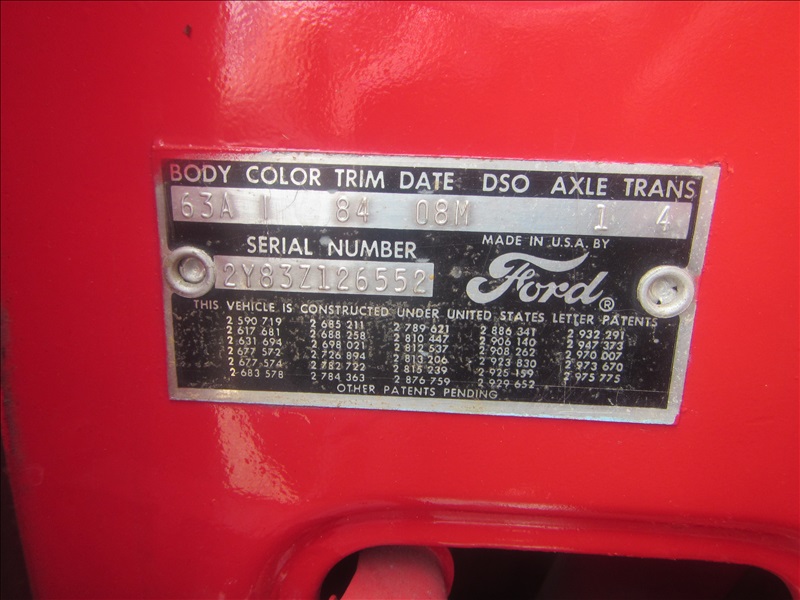 BODY COLOR TRIM DATE DSO AXLE TRANS
63A I 84 08M 1 4
SERIAL NUMBER
2Y83Z126552
MADE IN U.S.A. BY
Ford®
THIS VEHICLE IS CONSTRUCTED UNDER UNITED STATES LETTER PATENTS
2 590 719 2 685 211 2 789 621 2 886 341 2 932 291
2 617 681 2 688 258 2 810 447 2 906 140 2 947 373
2 631 694 2 698 021 2 812 637 2 908 262 2 970 007
2 677 572 2 726 894 2 813 206 2 923 830 2 973 670
2 677 574 2 782 722 2 815 239 2 925 159 2 975 775
2 683 578 2 784 363 2 876 759 2 929 652
OTHER PATENTS PENDING